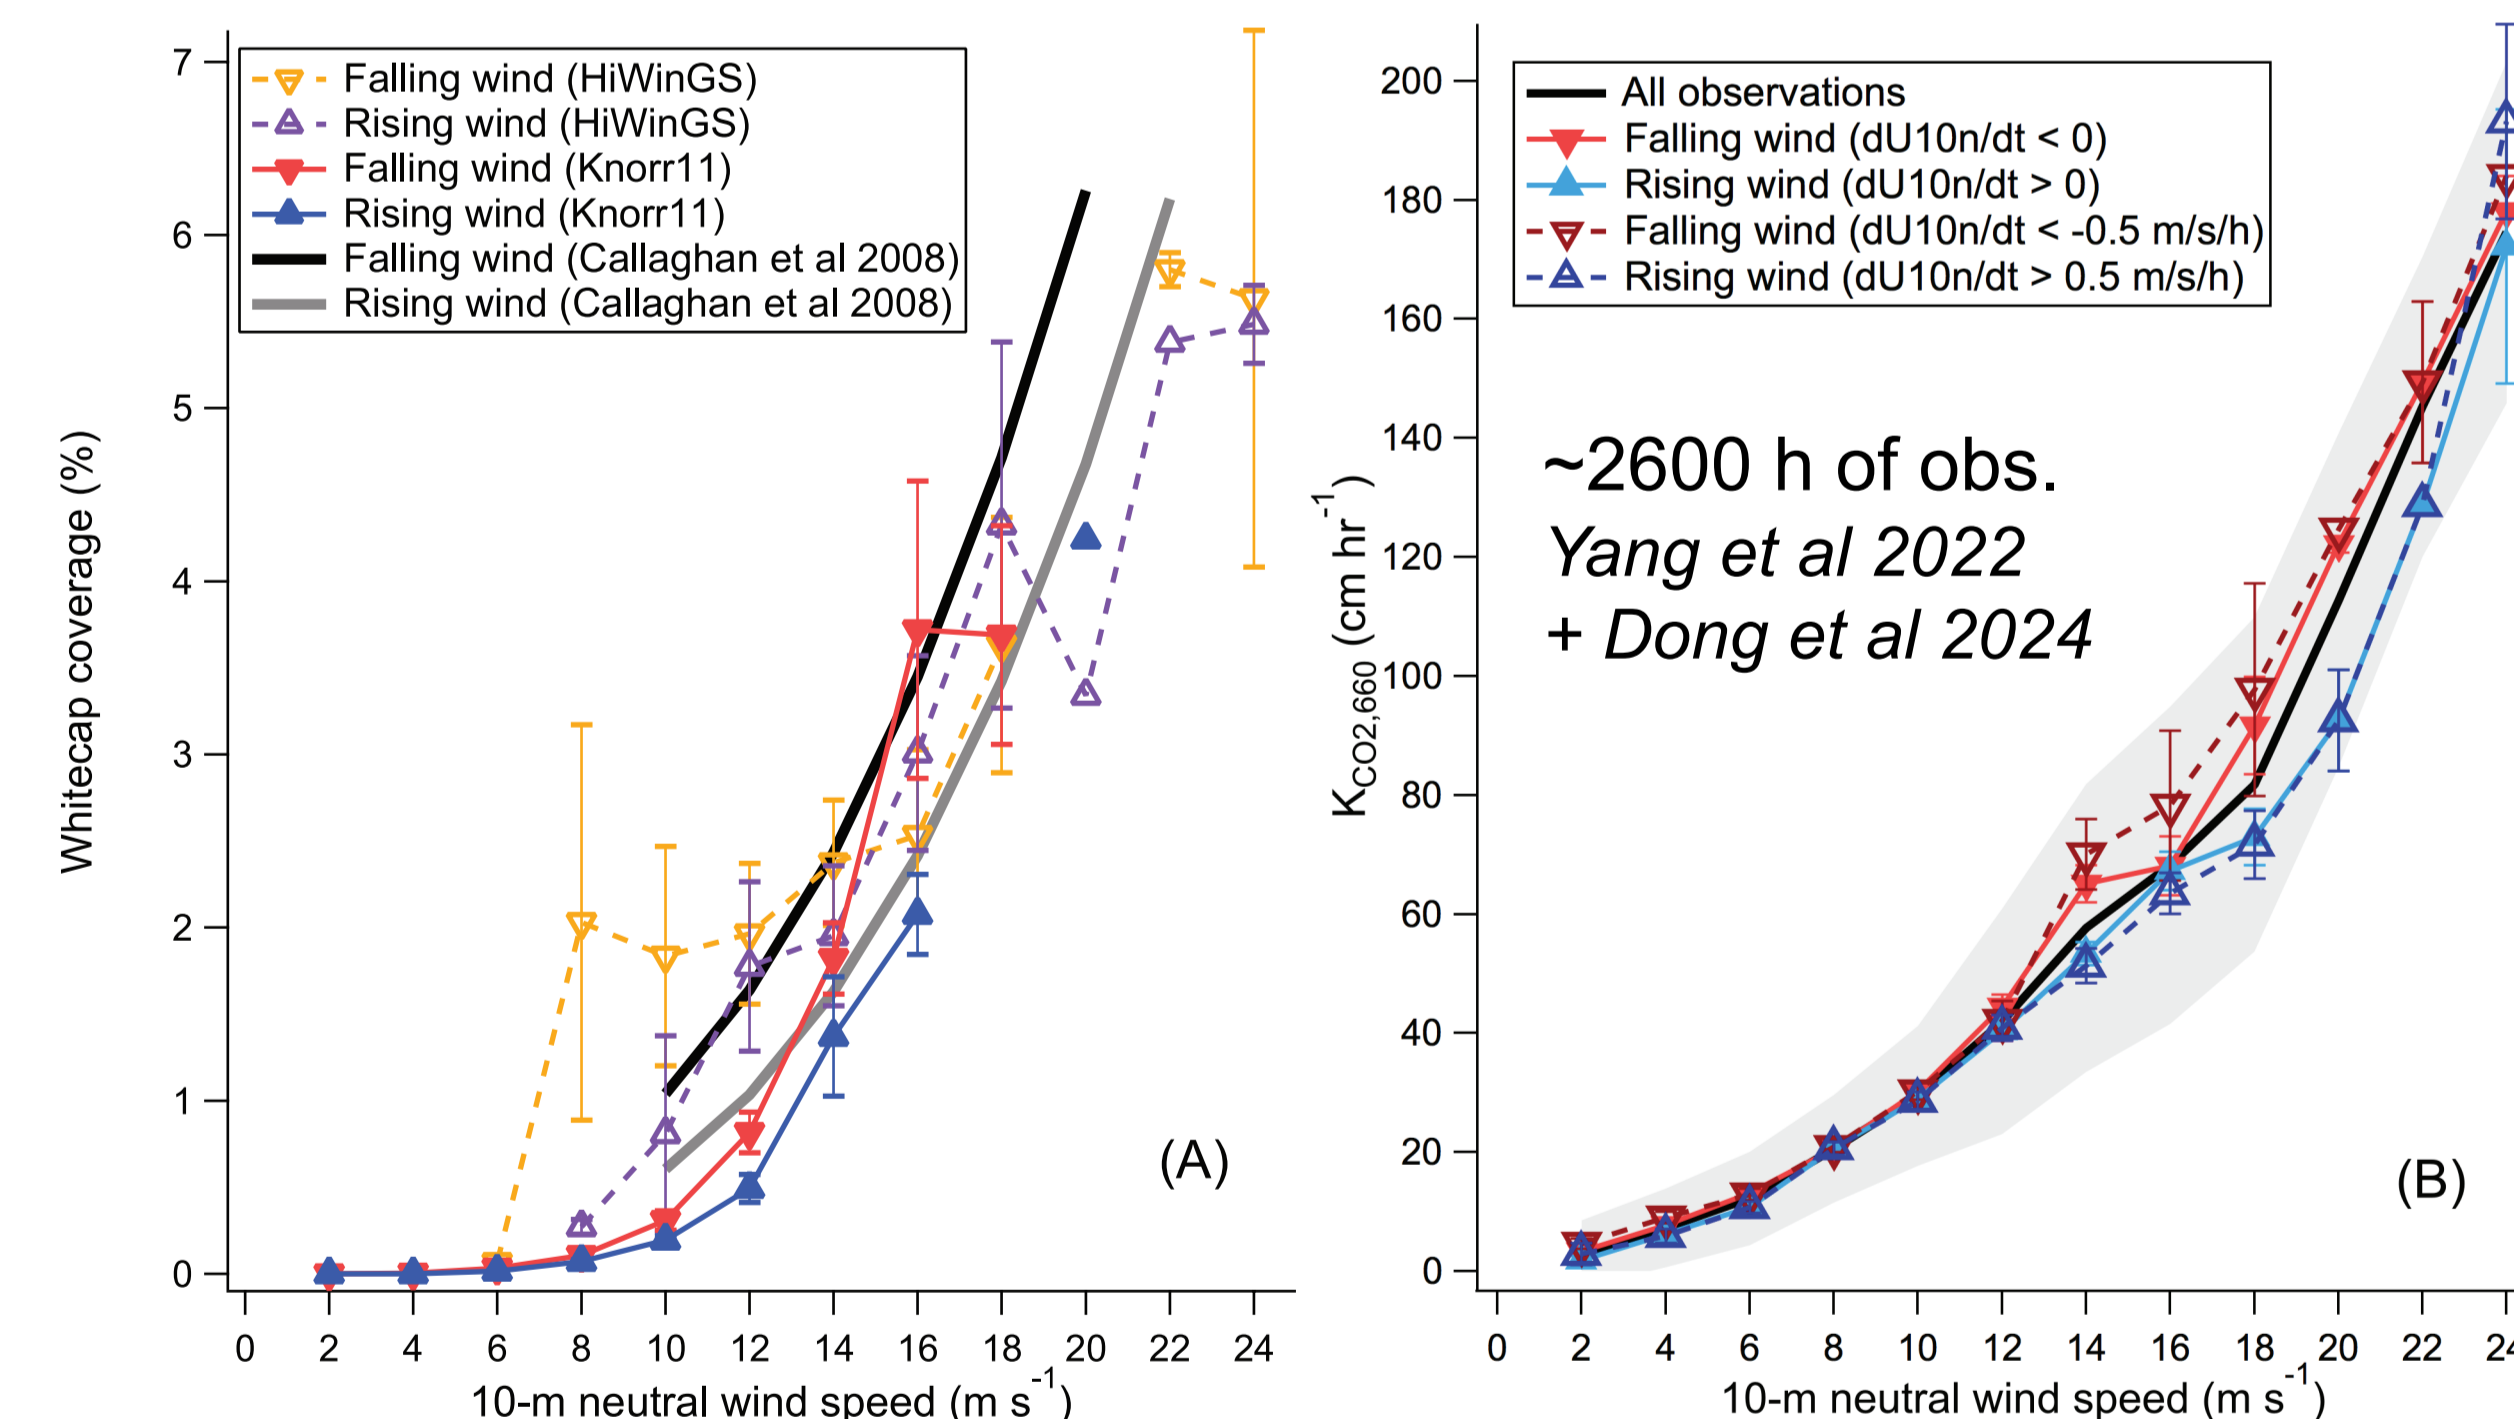 7
6
5
4
3
2
1
0
Whitecap coverage (%)
Falling wind (HiWinGS)
Rising wind (HiWinGS)
Falling wind (Knorr11)
Rising wind (Knorr11)
Falling wind (Callaghan et al 2008)
Rising wind (Callaghan et al 2008)
(A)
0 2 4 6 8 10 12 14 16 18 20 22 24
10-m neutral wind speed (m s⁻¹)
200
180
160
140
120
100
80
60
40
20
0
K_CO2,660 (cm hr⁻¹)
All observations
Falling wind (dU10n/dt < 0)
Rising wind (dU10n/dt > 0)
Falling wind (dU10n/dt < -0.5 m/s/h)
Rising wind (dU10n/dt > 0.5 m/s/h)
~2600 h of obs.
Yang et al 2022
+ Dong et al 2024
(B)
0 2 4 6 8 10 12 14 16 18 20 22 24
10-m neutral wind speed (m s⁻¹)